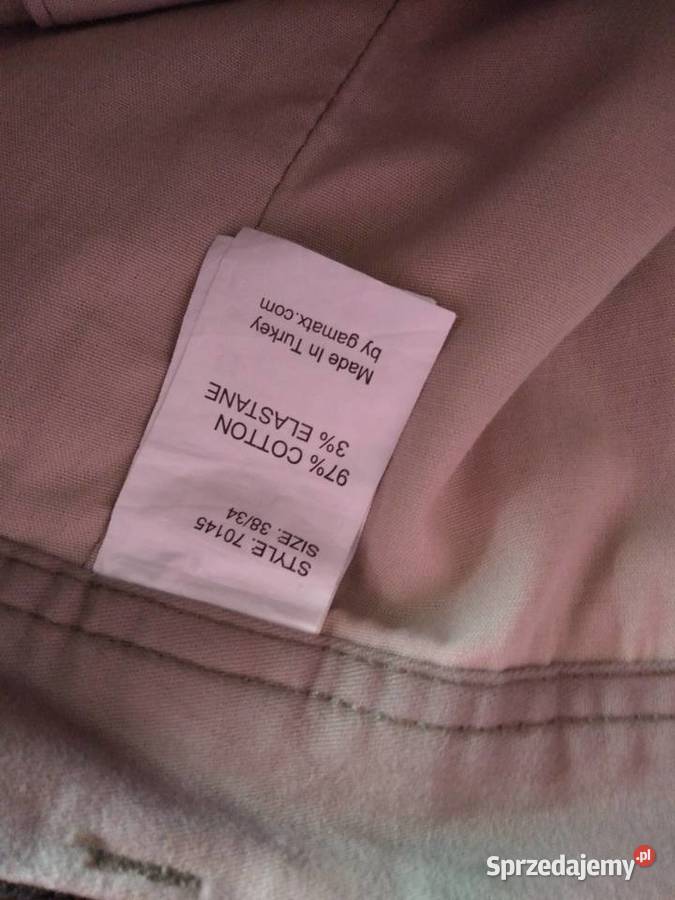 STYLE. 70145
SIZE: 38/34
97% COTTON
3% ELASTANE
Made In Turkey
by gamatx.com
Sprzedajemy.pl